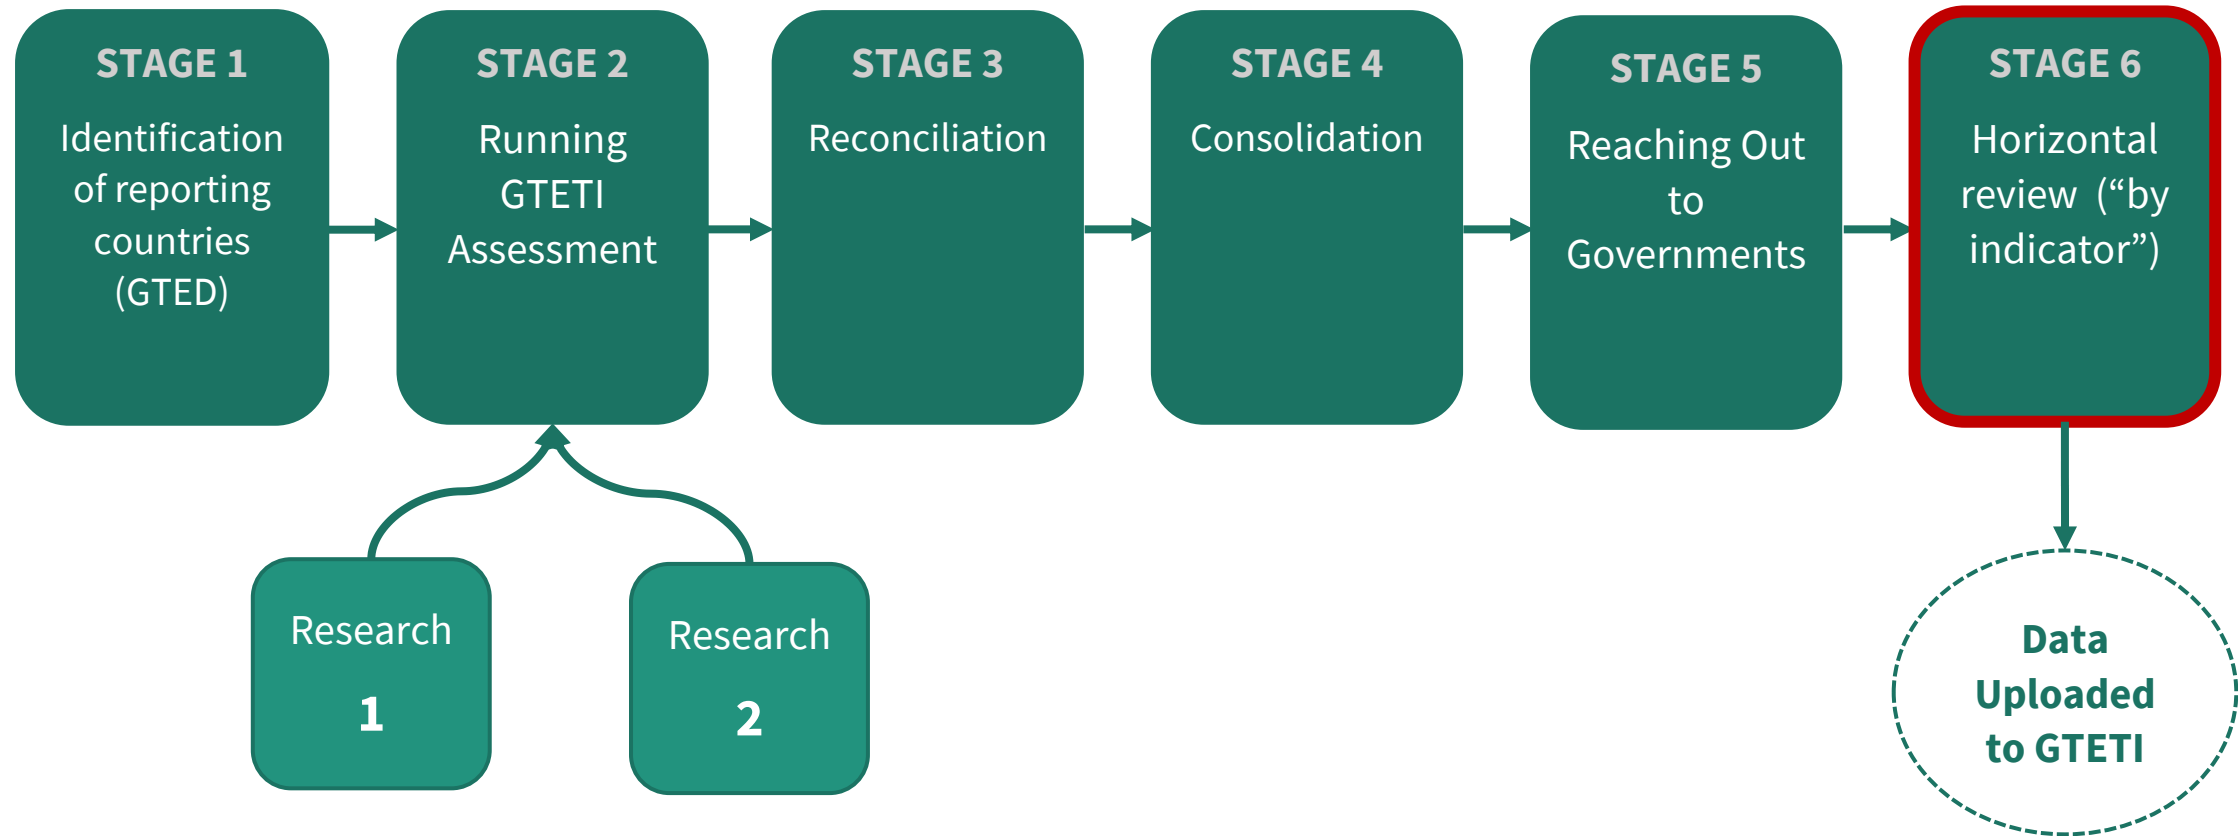 STAGE 1
Identification
of reporting
countries
(GTED)
STAGE 2
Running
GTETI
Assessment
STAGE 3
Reconciliation
STAGE 4
Consolidation
STAGE 5
Reaching Out
to
Governments
STAGE 6
Horizontal
review (“by
indicator”)
Research
1
Research
2
Data
Uploaded
to GTETI